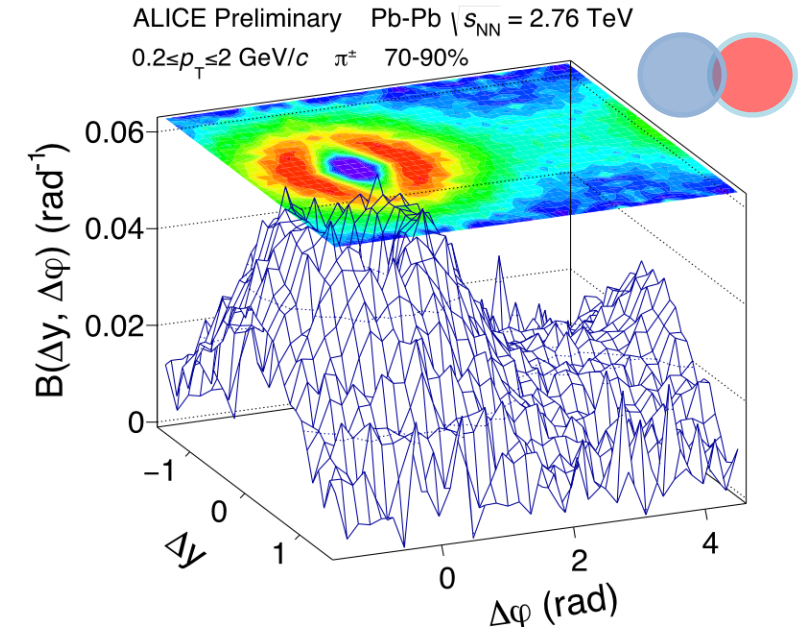 ALICE Preliminary Pb-Pb √sNN = 2.76 TeV
0.2≤pT≤2 GeV/c π± 70-90%
B(Δy, Δφ) (rad-1)
0.06
0.04
0.02
0
−1
0
1
Δy
0
2
4
Δφ (rad)